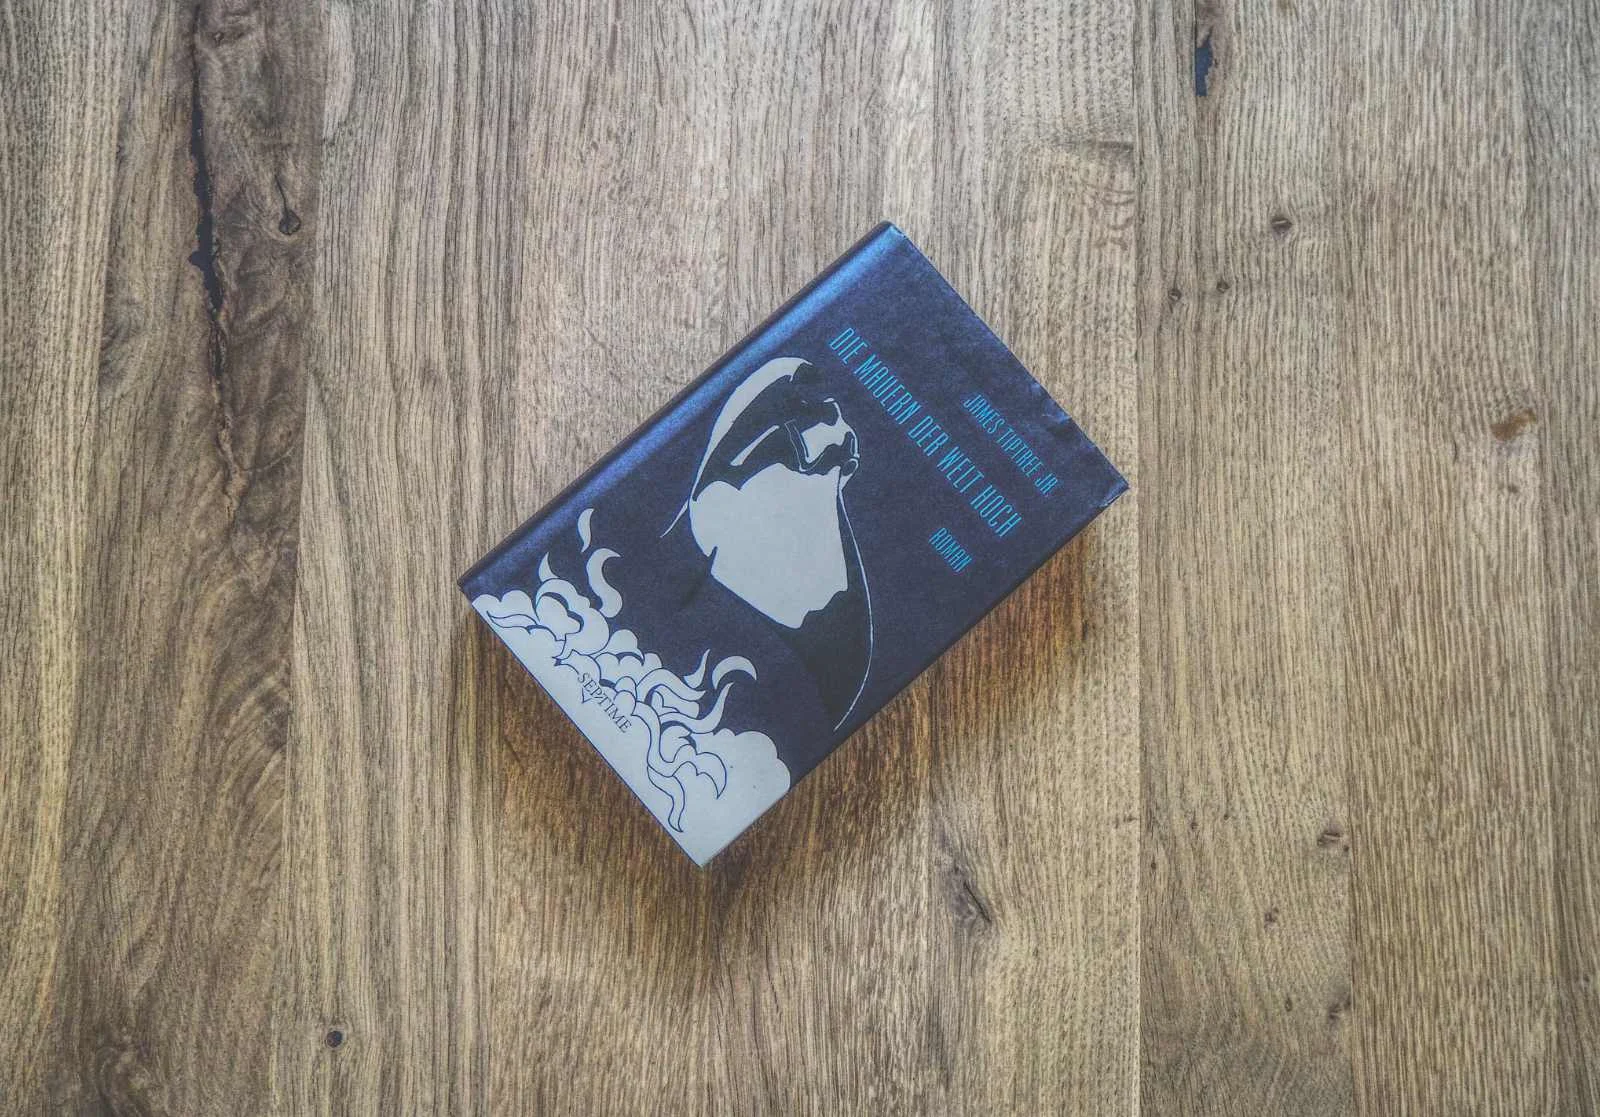 JAMES TIPTREE JR.
DIE MAUERN DER WELT HOCH
ROMAN
SEPTIME